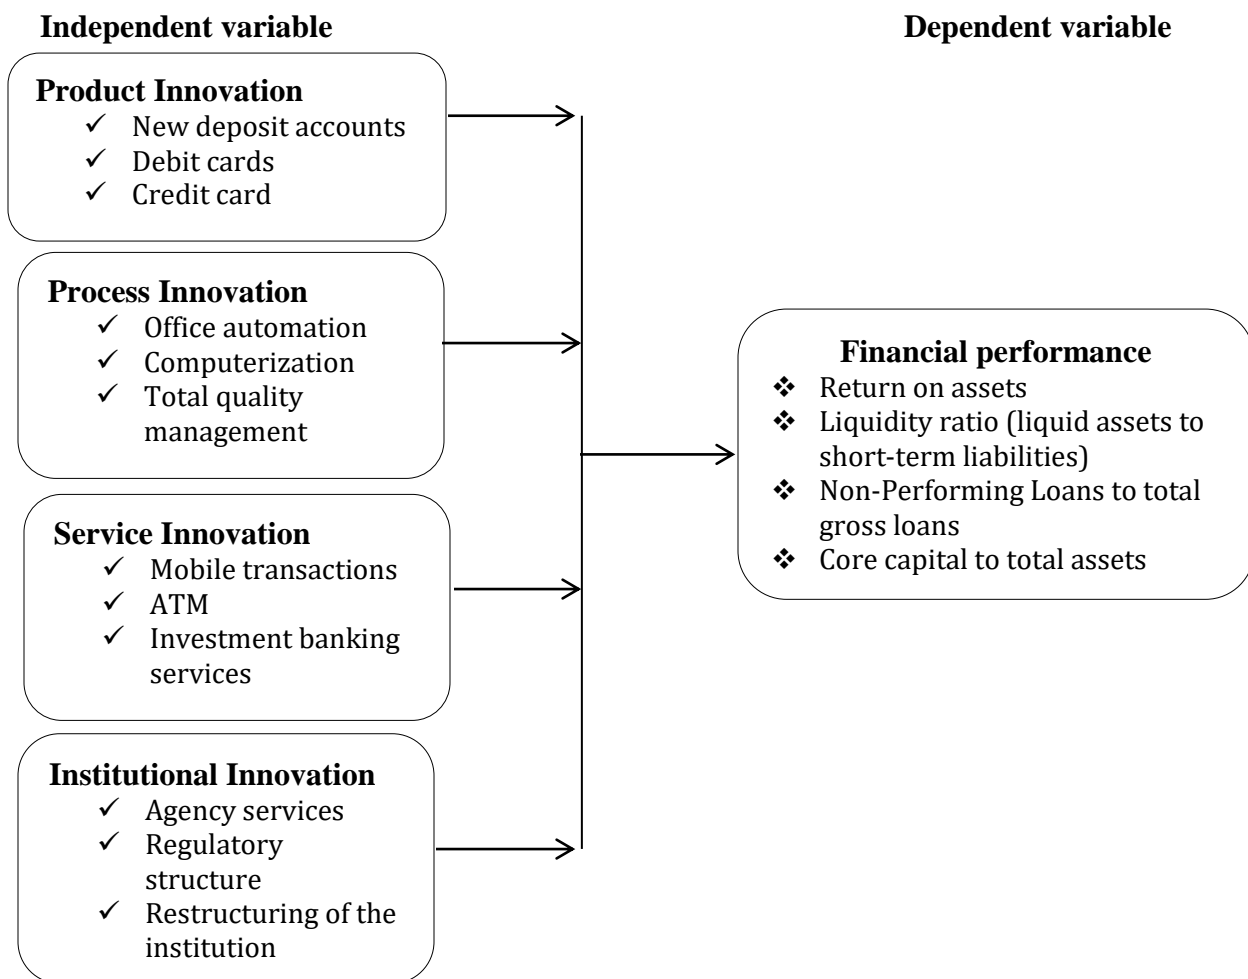 Independent variable
Dependent variable
Product Innovation
✓ New deposit accounts
✓ Debit cards
✓ Credit card
Process Innovation
✓ Office automation
✓ Computerization
✓ Total quality
management
Service Innovation
✓ Mobile transactions
✓ ATM
✓ Investment banking
services
Institutional Innovation
✓ Agency services
✓ Regulatory
structure
✓ Restructuring of the
institution
Financial performance
❖ Return on assets
❖ Liquidity ratio (liquid assets to
short-term liabilities)
❖ Non-Performing Loans to total
gross loans
❖ Core capital to total assets